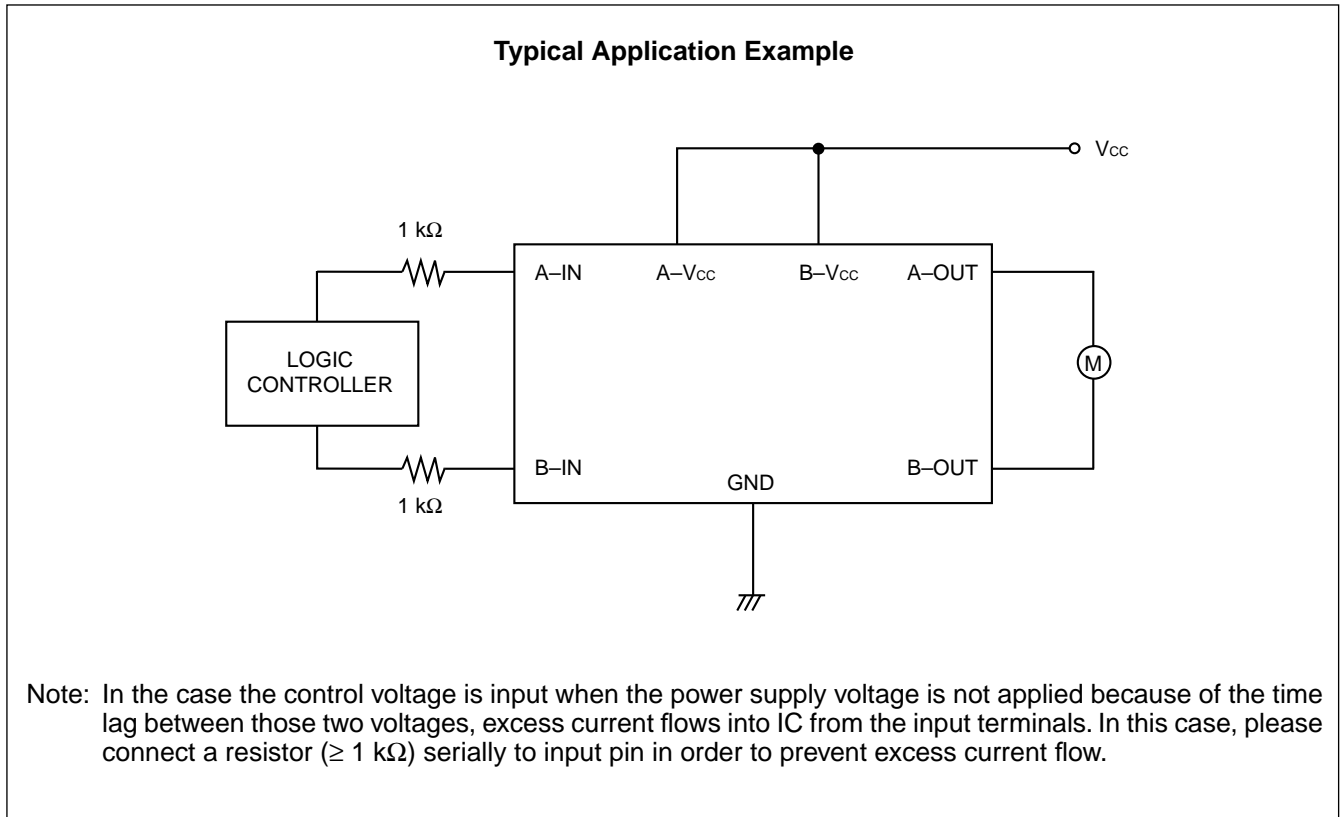 Typical Application Example
Vcc
1 kΩ
A–IN
A–Vcc
B–Vcc
A–OUT
LOGIC
CONTROLLER
M
B–IN
B–OUT
GND
1 kΩ
Note: In the case the control voltage is input when the power supply voltage is not applied because of the time
lag between those two voltages, excess current flows into IC from the input terminals. In this case, please
connect a resistor (≥ 1 kΩ) serially to input pin in order to prevent excess current flow.